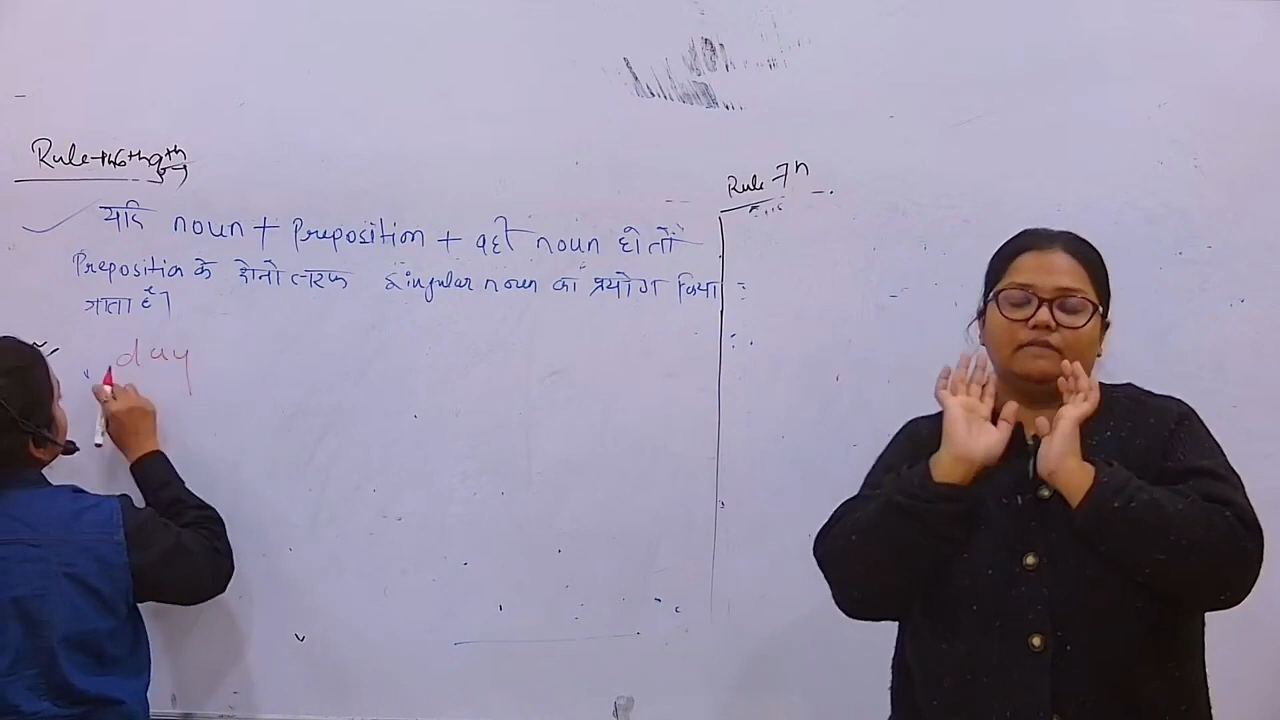 Rule
यदि noun + Preposition + वही noun हो तो
Preposition के दोनो तरफ singular noun का प्रयोग किया
जाता है।
day
Rule 7th